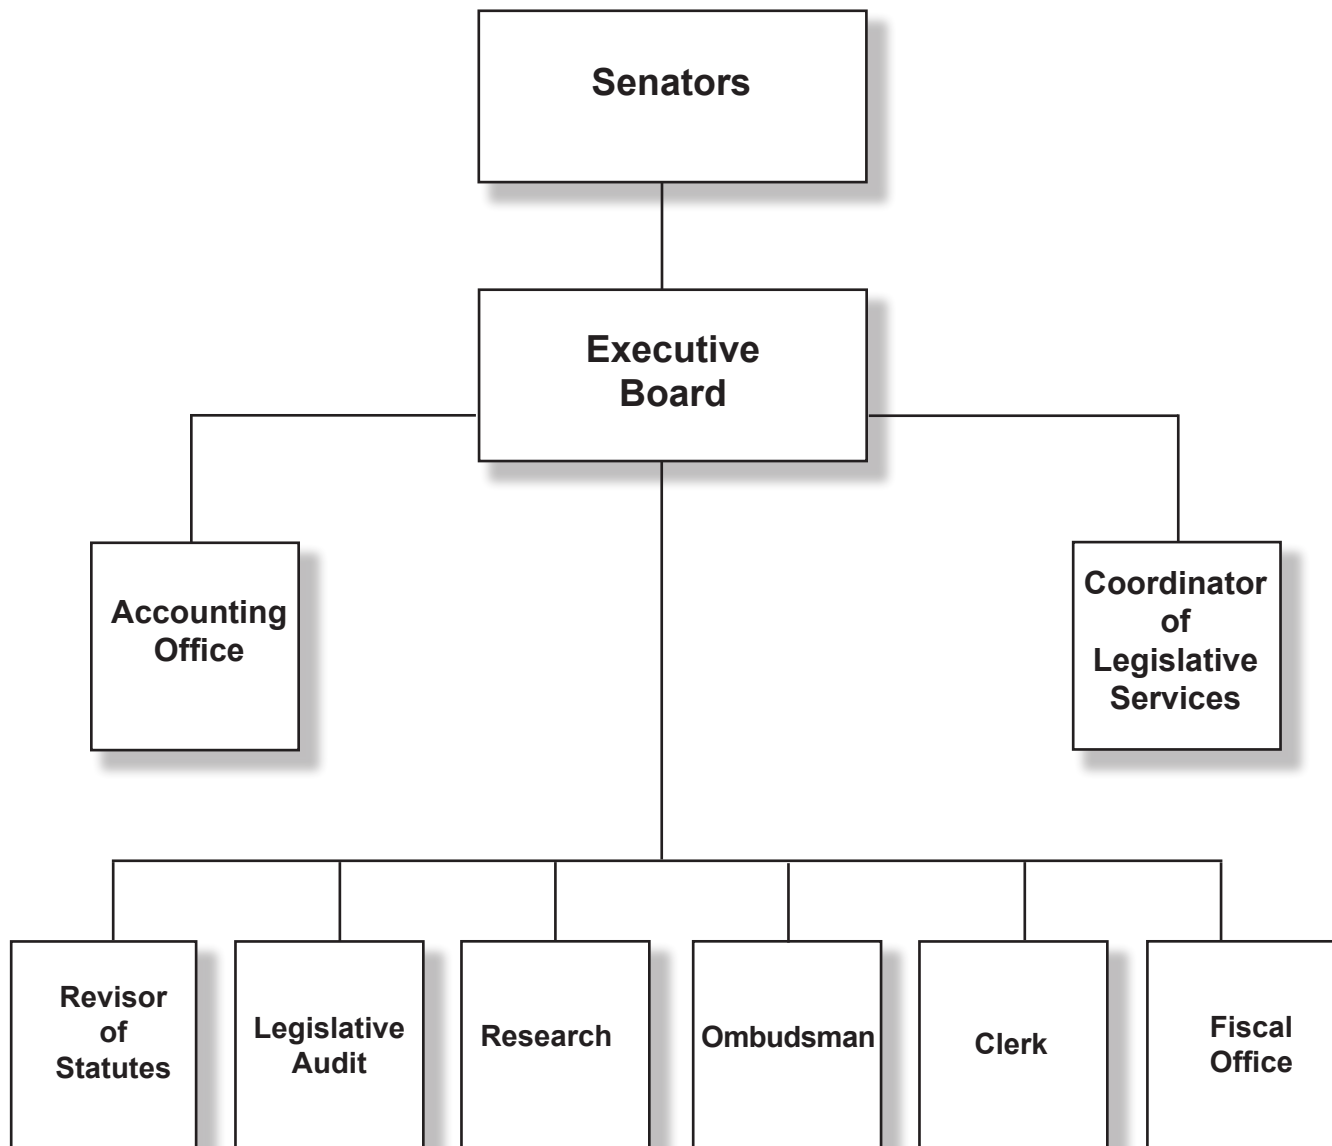 Senators
Executive
Board
Accounting
Office
Coordinator
of
Legislative
Services
Revisor
of
Statutes
Legislative
Audit
Research
Ombudsman
Clerk
Fiscal
Office